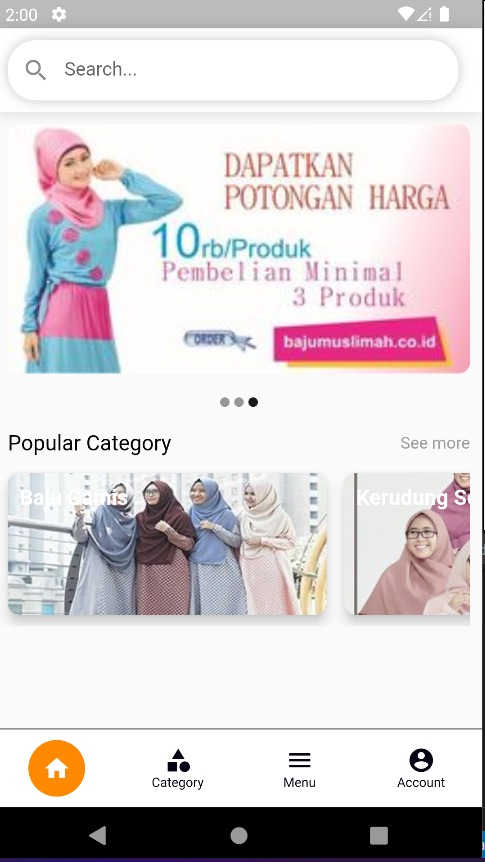 2:00
Search...
DAPATKAN
POTONGAN HARGA
10rb/Produk
Pembelian Minimal
3 Produk
ORDER
bajumuslimah.co.id
Popular Category
See more
Baju Gamis
Kerudung Se
Category
Menu
Account